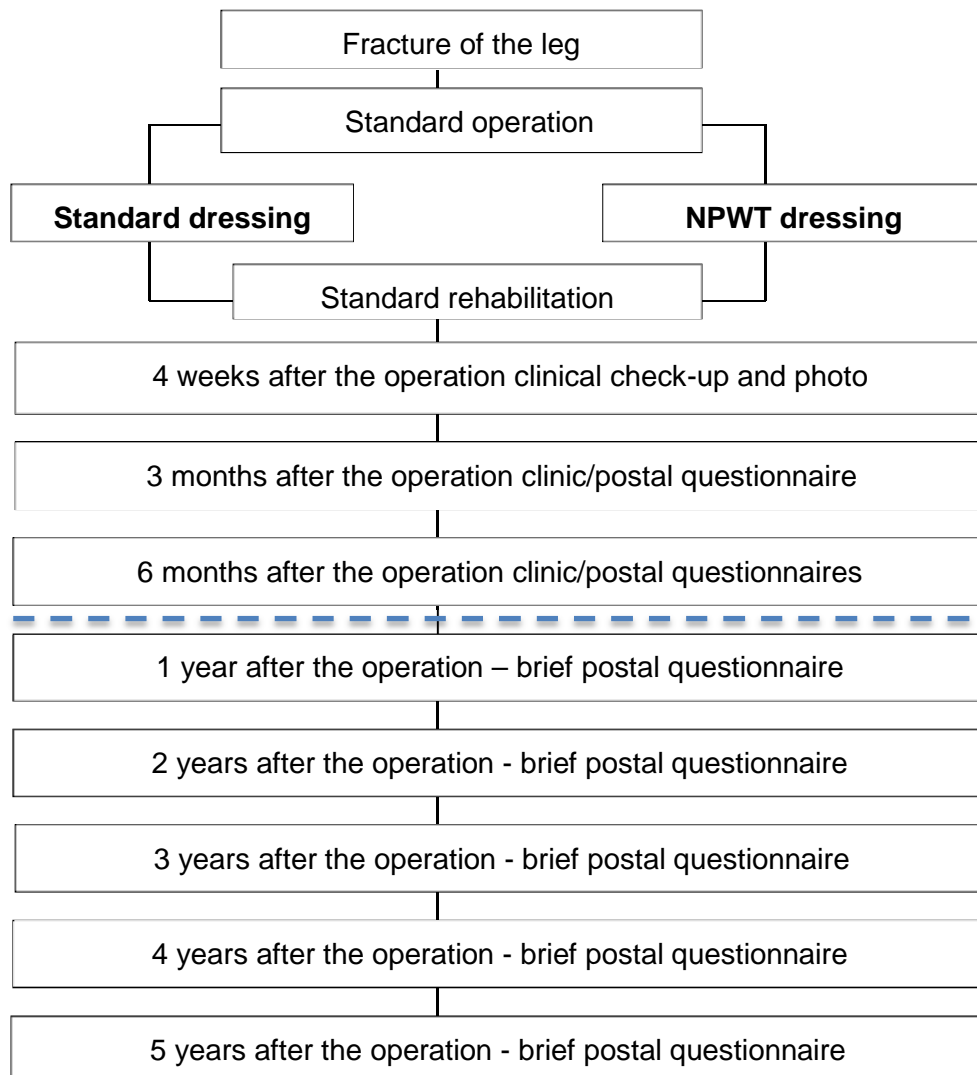 Fracture of the leg
Standard operation
Standard dressing
NPWT dressing
Standard rehabilitation
4 weeks after the operation clinical check-up and photo
3 months after the operation clinic/postal questionnaire
6 months after the operation clinic/postal questionnaires
1 year after the operation – brief postal questionnaire
2 years after the operation - brief postal questionnaire
3 years after the operation - brief postal questionnaire
4 years after the operation - brief postal questionnaire
5 years after the operation - brief postal questionnaire